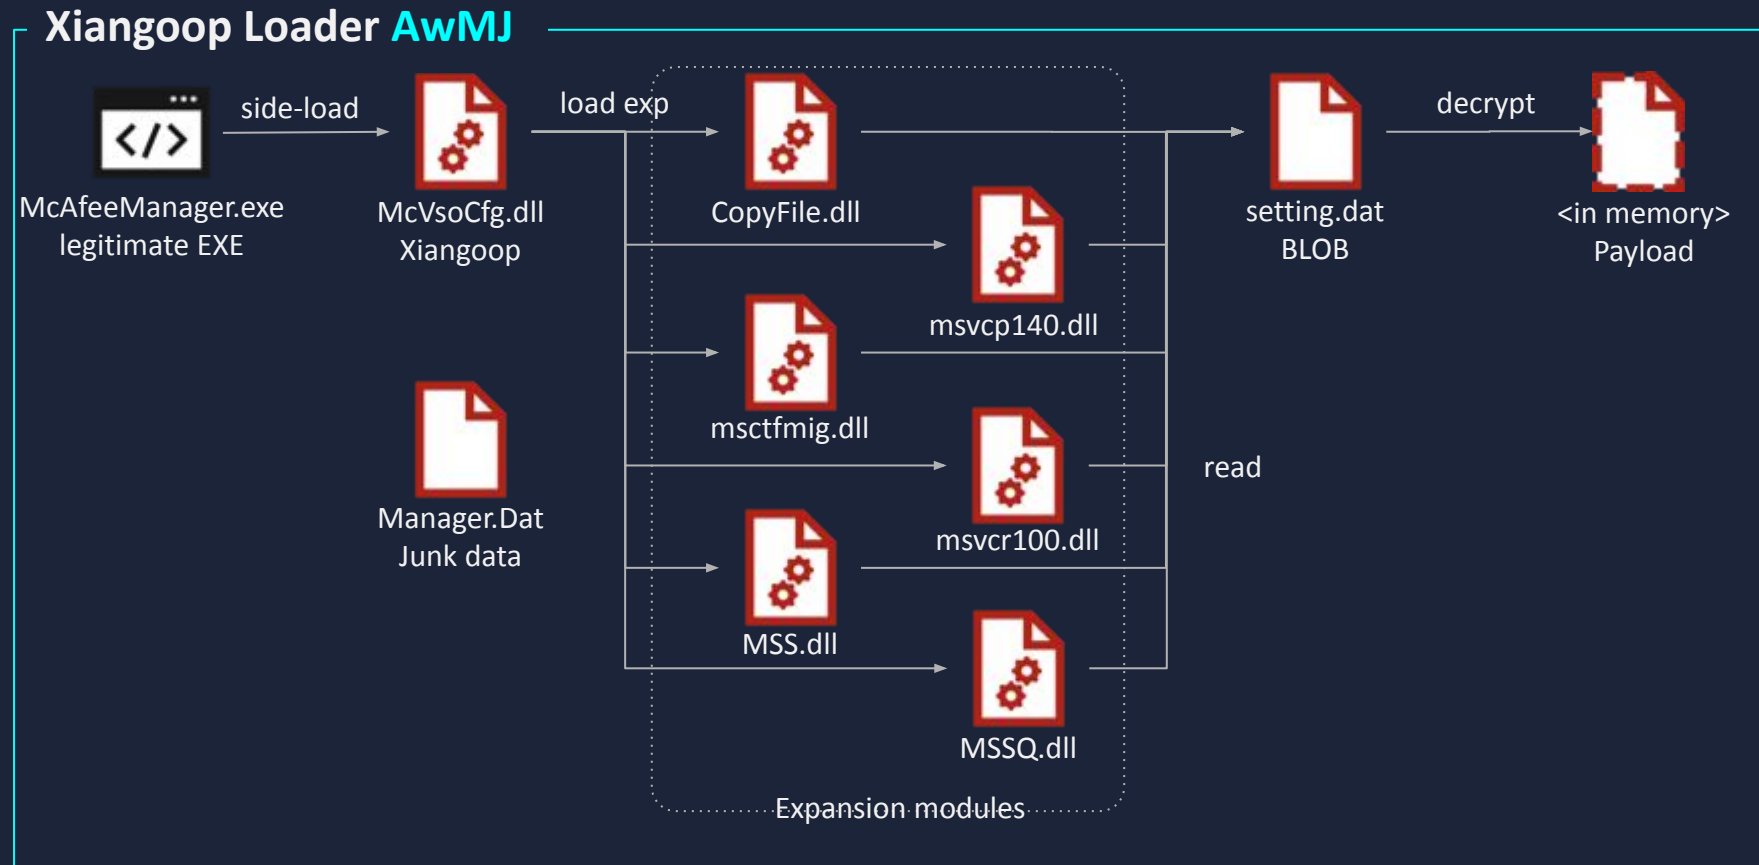 Xiangoop Loader AwMJ
side-load
load exp
decrypt
McAfeeManager.exe
legitimate EXE
McVsoCfg.dll
Xiangoop
CopyFile.dll
setting.dat
BLOB
<in memory>
Payload
msvcp140.dll
msctfmig.dll
read
Manager.Dat
Junk data
msvcr100.dll
MSS.dll
MSSQ.dll
Expansion modules